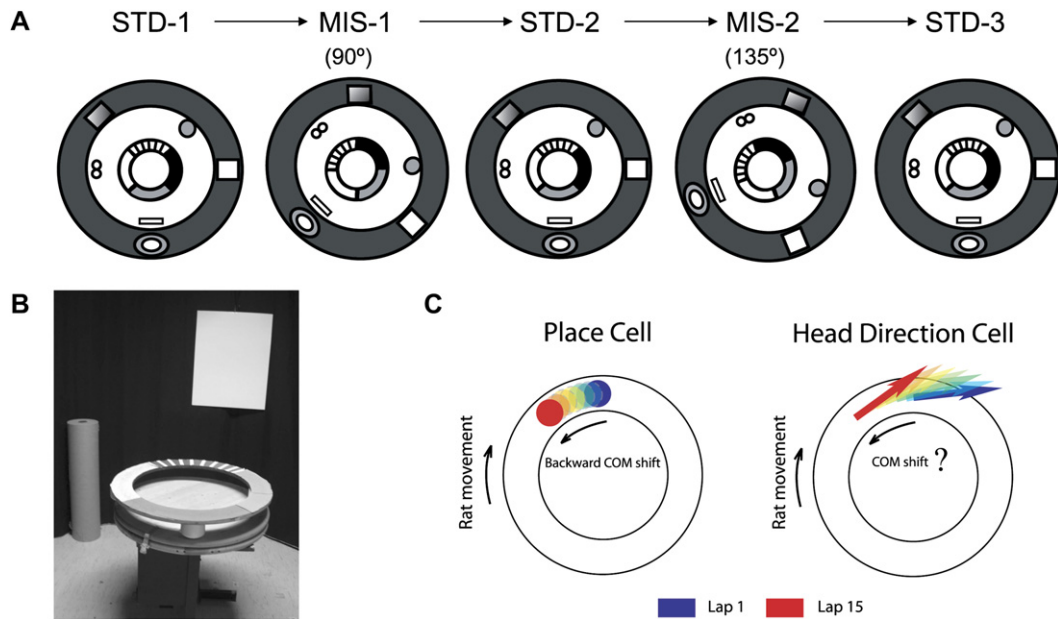 A
STD-1 MIS-1 STD-2 MIS-2 STD-3
(90º) (135º)
B
C
Place Cell
Rat movement
Backward COM shift
Head Direction Cell
Rat movement
COM shift ?
Lap 1 Lap 15